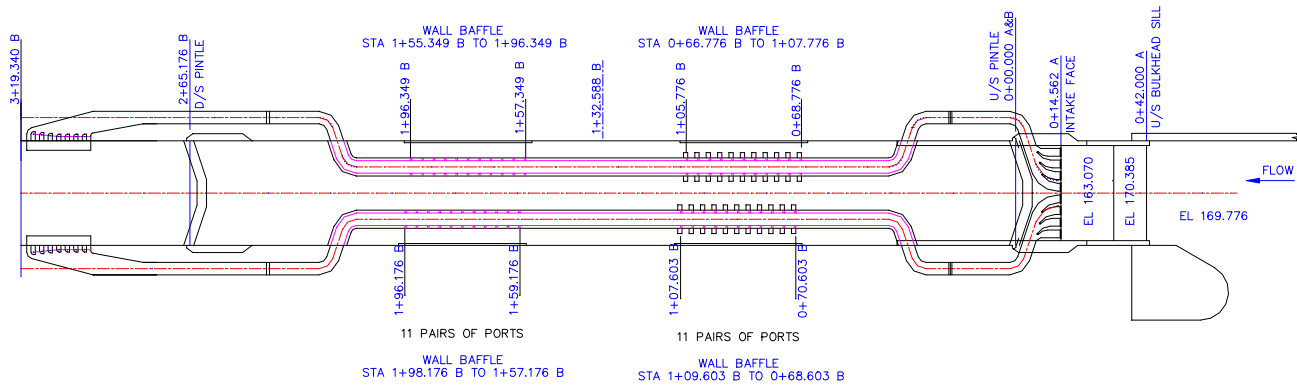 WALL BAFFLE
STA 1+55.349 B TO 1+96.349 B
WALL BAFFLE
STA 0+66.776 B TO 1+07.776 B
3+19.340 B
2+65.176 B
D/S PINTLE
1+96.349 B
1+57.349 B
1+32.588 B
1+05.776 B
0+68.776 B
U/S PINTLE
0+00.000 A&B
0+14.562 A
INTAKE FACE
0+42.000 A
U/S BULKHEAD SILL
FLOW
EL 163.070
EL 170.385
EL 169.776
1+96.176 B
1+59.176 B
1+07.603 B
0+70.603 B
11 PAIRS OF PORTS
11 PAIRS OF PORTS
WALL BAFFLE
STA 1+98.176 B TO 1+57.176 B
WALL BAFFLE
STA 1+09.603 B TO 0+68.603 B